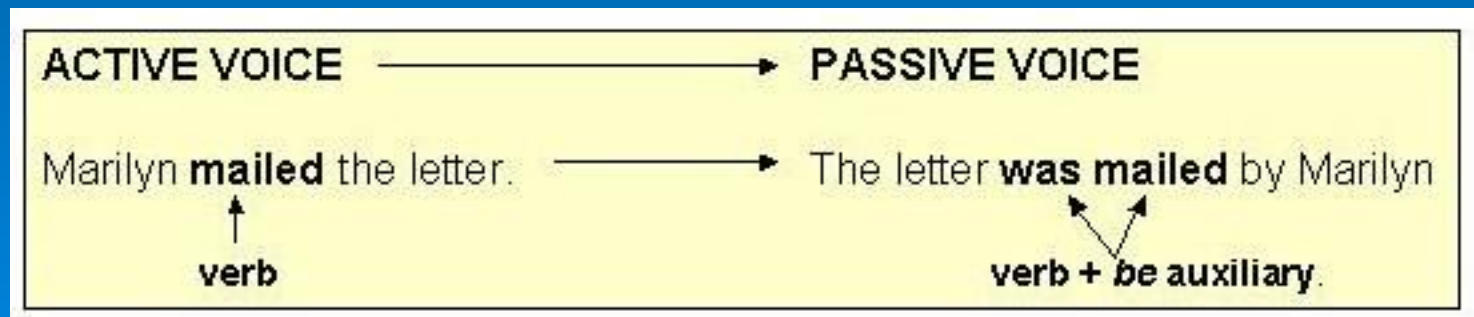 ACTIVE VOICE PASSIVE VOICE
Marilyn mailed the letter. The letter was mailed by Marilyn
verb verb + be auxiliary.